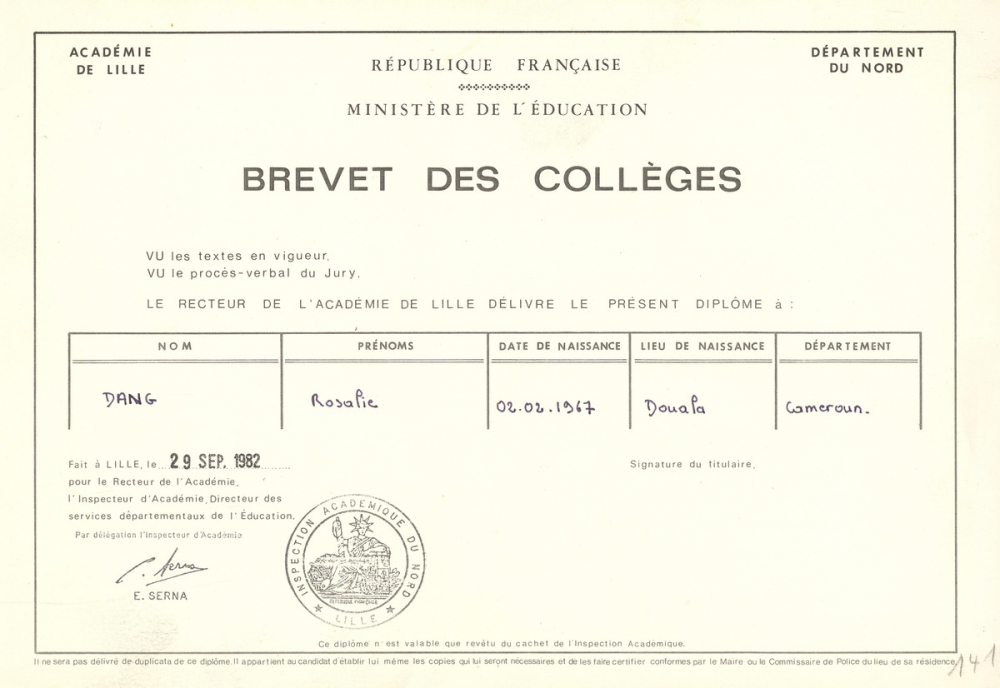 ACADÉMIE
DE LILLE
DÉPARTEMENT
DU NORD
RÉPUBLIQUE FRANÇAISE
MINISTÈRE DE L'ÉDUCATION
BREVET DES COLLÈGES
VU les textes en vigueur,
VU le procès-verbal du Jury,
LE RECTEUR DE L'ACADÉMIE DE LILLE DÉLIVRE LE PRÉSENT DIPLÔME à :
NOM PRÉNOMS DATE DE NAISSANCE LIEU DE NAISSANCE DÉPARTEMENT
DANG Rosalie 02.02.1967 Douala Cameroun.
Fait à LILLE, le 29 SEP. 1982
Signature du titulaire,
pour le Recteur de l'Académie,
l'Inspecteur d'Académie, Directeur des
services départementaux de l'Éducation.
Par délégation l'Inspecteur d'Académie
E. Serna
E. SERNA
INSPECTION ACADEMIQUE DU NORD
REPUBLIQUE FRANÇAISE
LILLE
Ce diplôme n'est valable que revêtu du cachet de l'Inspection Académique.
Il ne sera pas délivré de duplicata de ce diplôme. Il appartient au candidat d'établir lui même les copies qui lui seront nécessaires et de les faire certifier conformes par le Maire ou le Commissaire de Police du lieu de sa résidence.
141